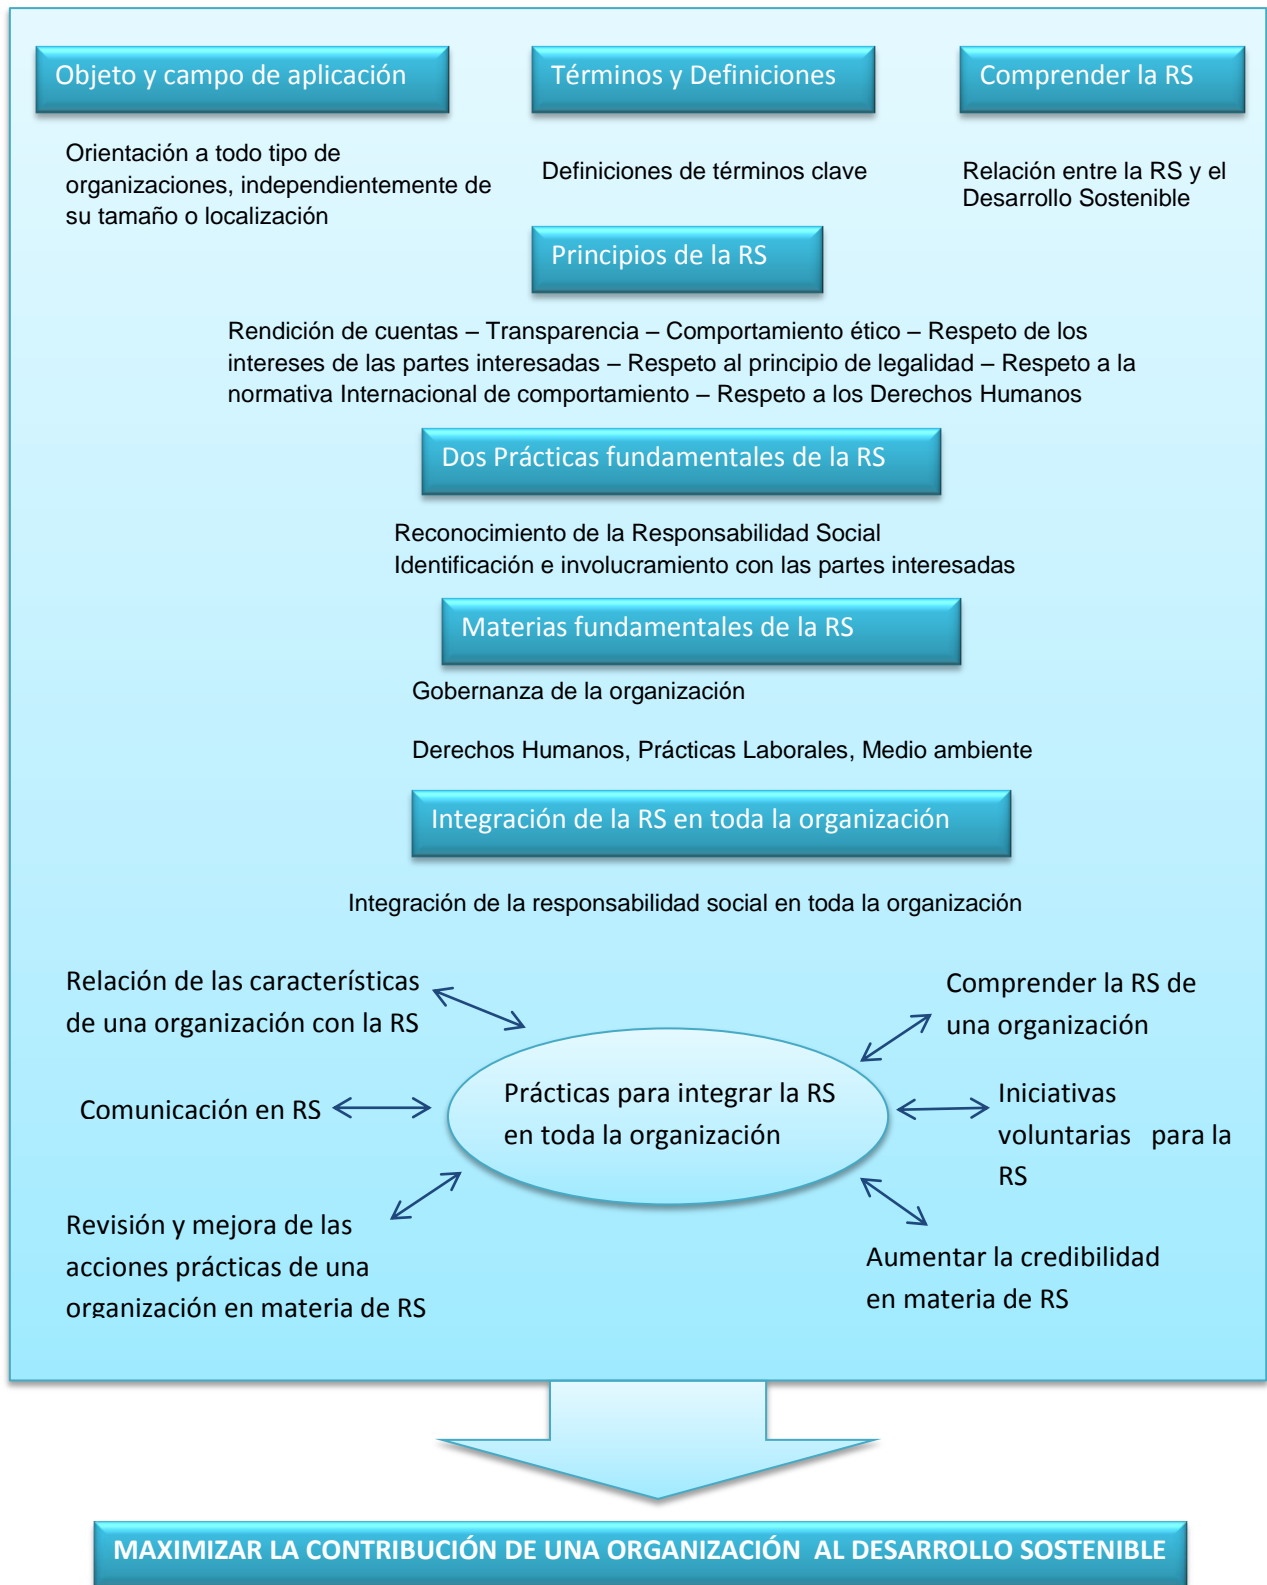 Objeto y campo de aplicación
Términos y Definiciones
Comprender la RS
Orientación a todo tipo de
organizaciones, independientemente de
su tamaño o localización
Definiciones de términos clave
Relación entre la RS y el
Desarrollo Sostenible
Principios de la RS
Rendición de cuentas – Transparencia – Comportamiento ético – Respeto de los
intereses de las partes interesadas – Respeto al principio de legalidad – Respeto a la
normativa Internacional de comportamiento – Respeto a los Derechos Humanos
Dos Prácticas fundamentales de la RS
Reconocimiento de la Responsabilidad Social
Identificación e involucramiento con las partes interesadas
Materias fundamentales de la RS
Gobernanza de la organización
Derechos Humanos, Prácticas Laborales, Medio ambiente
Integración de la RS en toda la organización
Integración de la responsabilidad social en toda la organización
Relación de las características
de una organización con la RS
Comprender la RS de
una organización
Comunicación en RS
Prácticas para integrar la RS
en toda la organización
Iniciativas
voluntarias para la
RS
Revisión y mejora de las
acciones prácticas de una
organización en materia de RS
Aumentar la credibilidad
en materia de RS
MAXIMIZAR LA CONTRIBUCIÓN DE UNA ORGANIZACIÓN AL DESARROLLO SOSTENIBLE